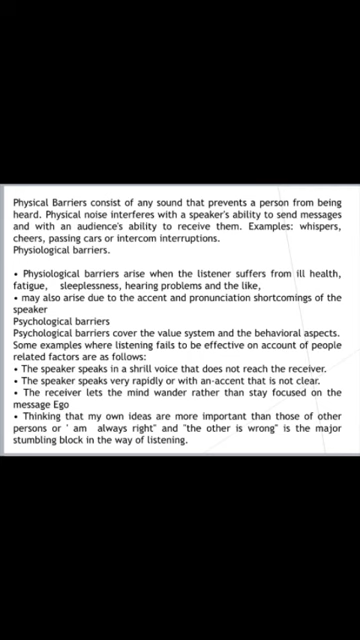 Physical Barriers consist of any sound that prevents a person from being
heard. Physical noise interferes with a speaker's ability to send messages
and with an audience's ability to receive them. Examples: whispers,
cheers, passing cars or intercom interruptions.
Physiological barriers.
• Physiological barriers arise when the listener suffers from ill health,
fatigue, sleeplessness, hearing problems and the like,
• may also arise due to the accent and pronunciation shortcomings of the
speaker
Psychological barriers
Psychological barriers cover the value system and the behavioral aspects.
Some examples where listening fails to be effective on account of people
related factors are as follows:
• The speaker speaks in a shrill voice that does not reach the receiver.
• The speaker speaks very rapidly or with an-accent that is not clear.
• The receiver lets the mind wander rather than stay focused on the
message Ego
• Thinking that my own ideas are more important than those of other
persons or ' am always right" and "the other is wrong" is the major
stumbling block in the way of listening.